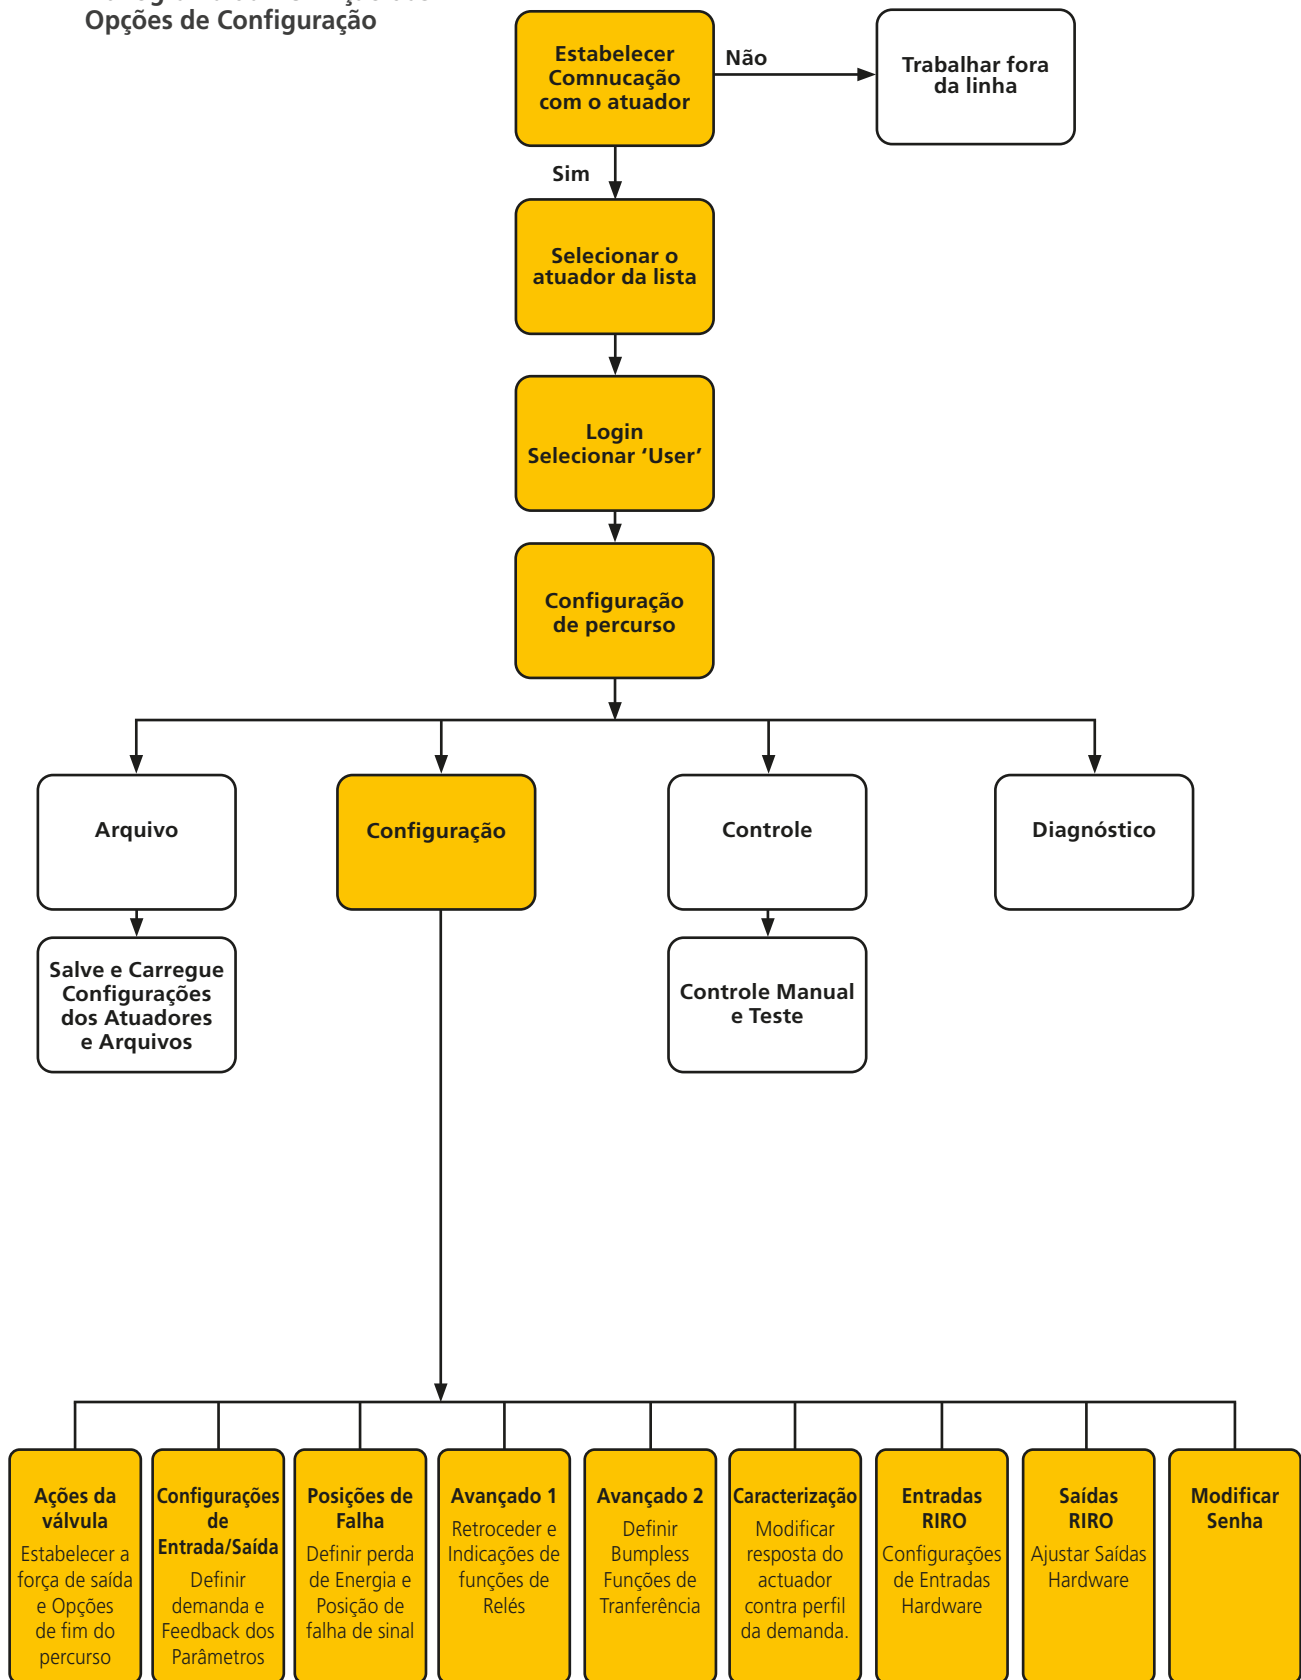 Opções de Configuração
Estabelecer
Comnucação
com o atuador
Não
Trabalhar fora
da linha
Sim
Selecionar o
atuador da lista
Login
Selecionar ‘User’
Configuração
de percurso
Arquivo
Configuração
Controle
Diagnóstico
Salve e Carregue
Configurações
dos Atuadores
e Arquivos
Controle Manual
e Teste
Ações da
válvula
Estabelecer a
força de saída
e Opções
de fim do
percurso
Configurações
de
Entrada/Saída
Definir
demanda e
Feedback dos
Parâmetros
Posições de
Falha
Definir perda
de Energia e
Posição de
falha de sinal
Avançado 1
Retroceder e
Indicações de
funções de
Relés
Avançado 2
Definir
Bumpless
Funções de
Tranferência
Caracterização
Modificar
resposta do
actuador
contra perfil
da demanda.
Entradas
RIRO
Configurações
de Entradas
Hardware
Saídas
RIRO
Ajustar Saídas
Hardware
Modificar
Senha